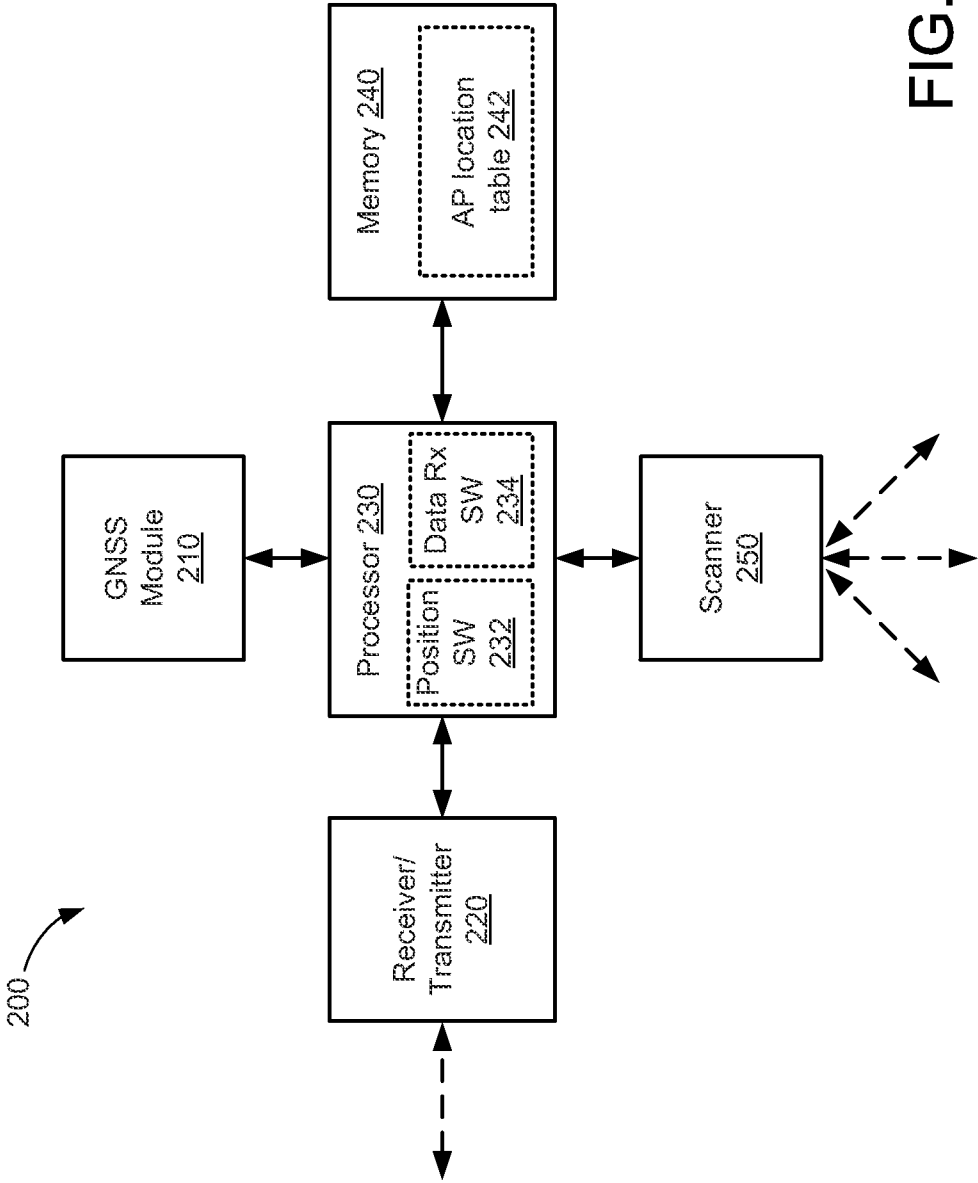 200
GNSS
Module
210
Receiver/
Transmitter
220
Processor 230
Position
SW
232
Data Rx
SW
234
Memory 240
AP location
table 242
Scanner
250
FIG.